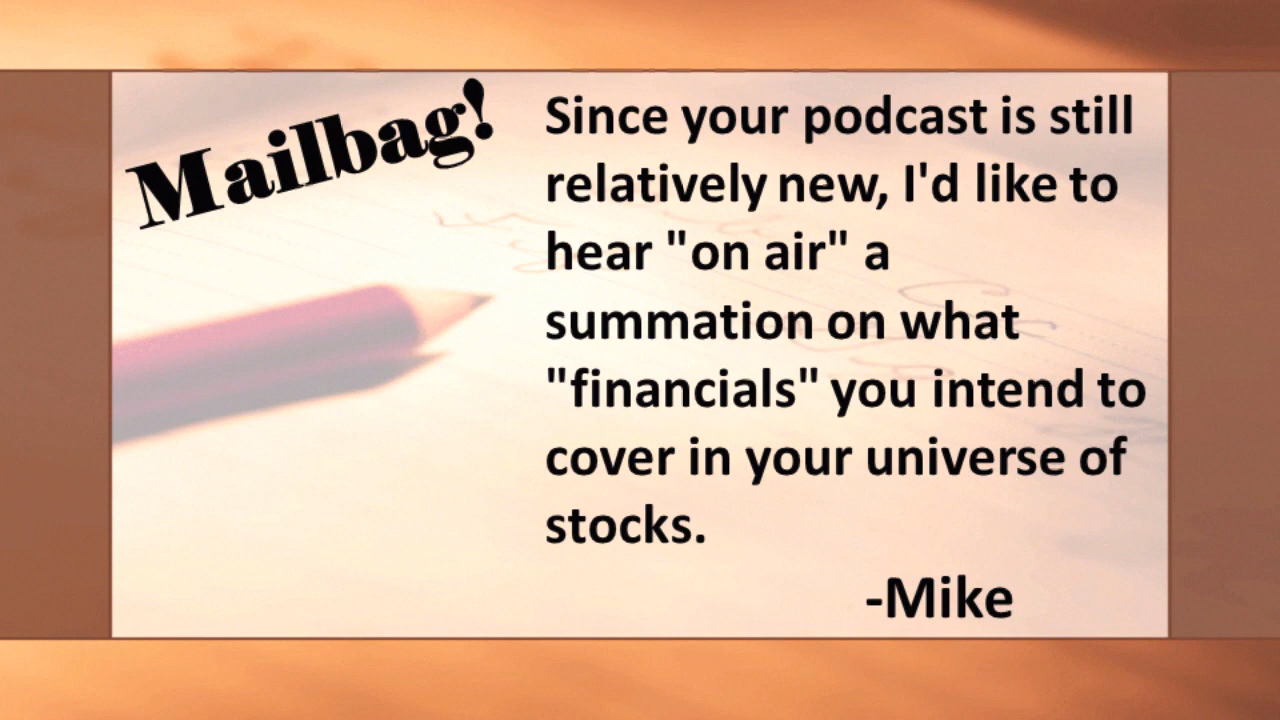 Mailbag!
Since your podcast is still
relatively new, I'd like to
hear "on air" a
summation on what
"financials" you intend to
cover in your universe of
stocks.
-Mike